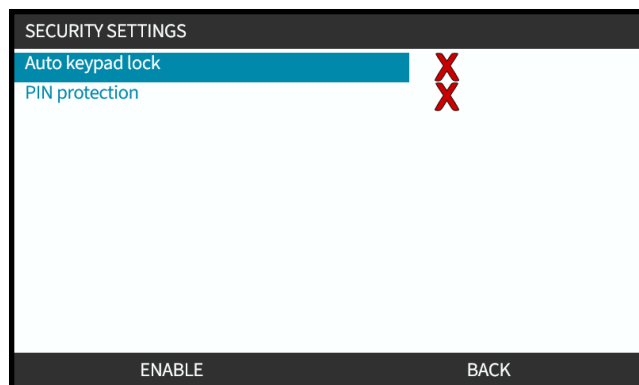 SECURITY SETTINGS
Auto keypad lock
PIN protection
ENABLE BACK